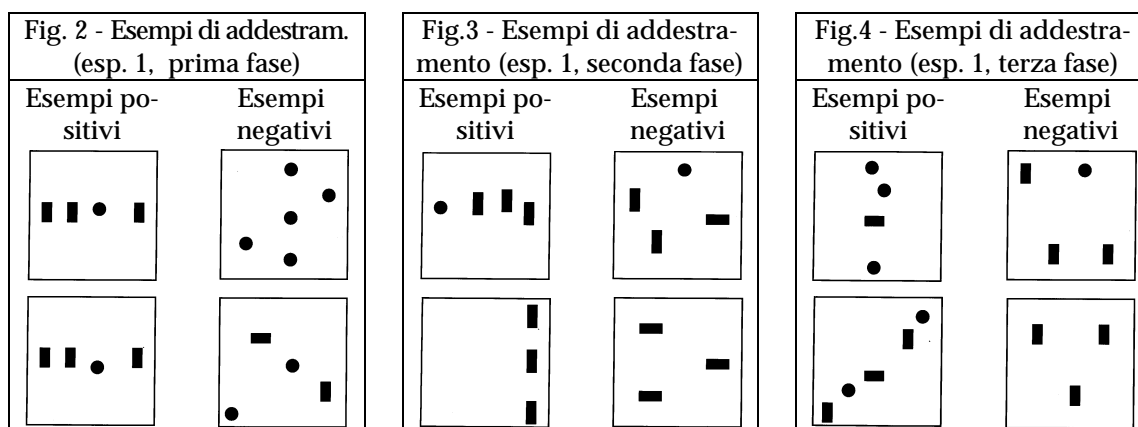 Fig. 2 - Esempi di addestram.
(esp. 1, prima fase)
Esempi po-
sitivi
Esempi
negativi
Fig.3 - Esempi di addestra-
mento (esp. 1, seconda fase)
Esempi po-
sitivi
Esempi
negativi
Fig.4 - Esempi di addestra-
mento (esp. 1, terza fase)
Esempi po-
sitivi
Esempi
negativi